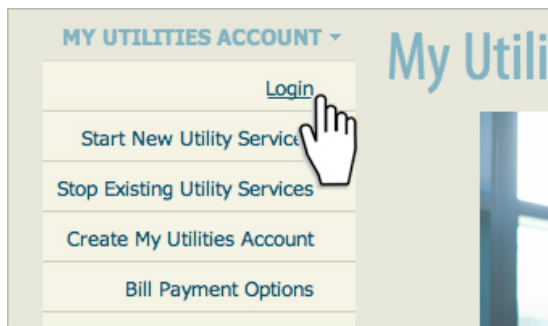 MY UTILITIES ACCOUNT
My Utili
Login
Start New Utility
Stop Existing Utility Services
Create My Utilities Account
Bill Payment Options